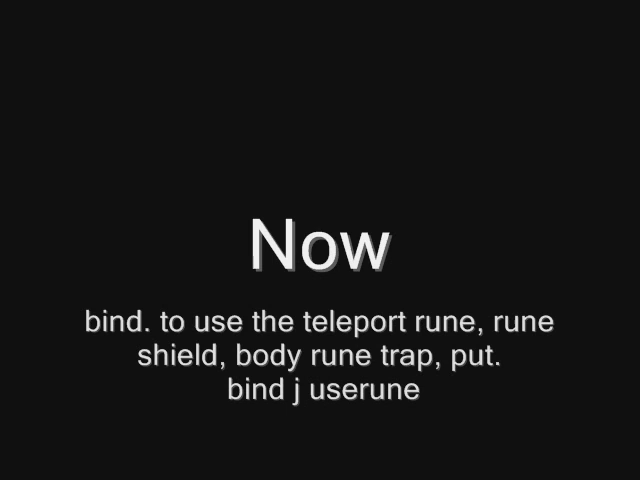 Now
bind. to use the teleport rune, rune
shield, body rune trap, put.
bind j userune